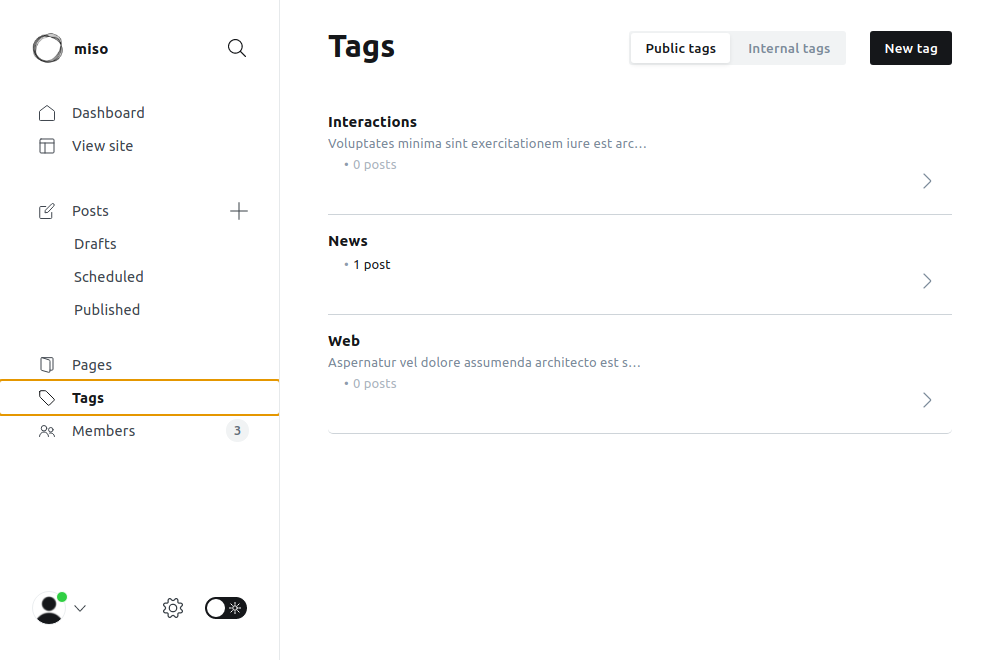 miso
Dashboard
View site
Posts
Drafts
Scheduled
Published
Pages
Tags
Members
3
Tags
Public tags
Internal tags
New tag
Interactions
Voluptates minima sint exercitationem iure est arc…
• 0 posts
News
• 1 post
Web
Aspernatur vel dolore assumenda architecto est s…
• 0 posts